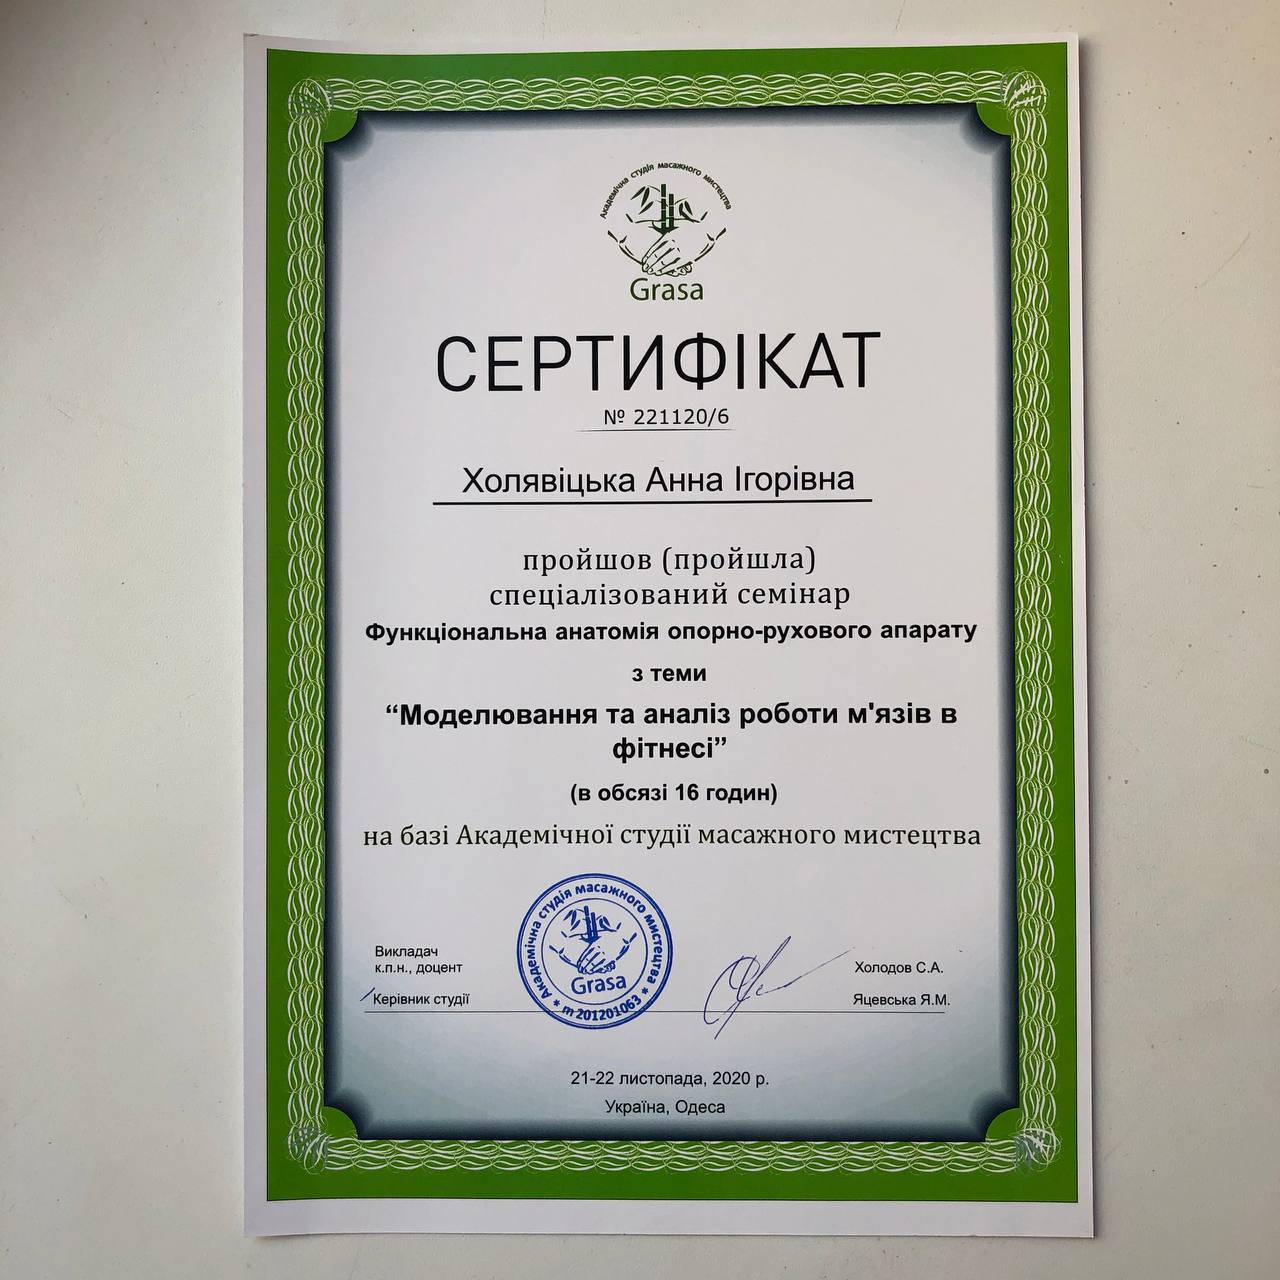 Академічна студія масажного мистецтва
Grasa
СЕРТИФІКАТ
№ 221120/6
Холявіцька Анна Ігорівна
пройшов (пройшла)
спеціалізований семінар
Функціональна анатомія опорно-рухового апарату
з теми
“Моделювання та аналіз роботи м'язів в
фітнесі”
(в обсязі 16 годин)
на базі Академічної студії масажного мистецтва
Викладач
к.п.н., доцент
Холодов С.А.
Керівник студії
Яцевська Я.М.
Академічна студія масажного мистецтва
Grasa
* т201201063 *
21-22 листопада, 2020 р.
Україна, Одеса